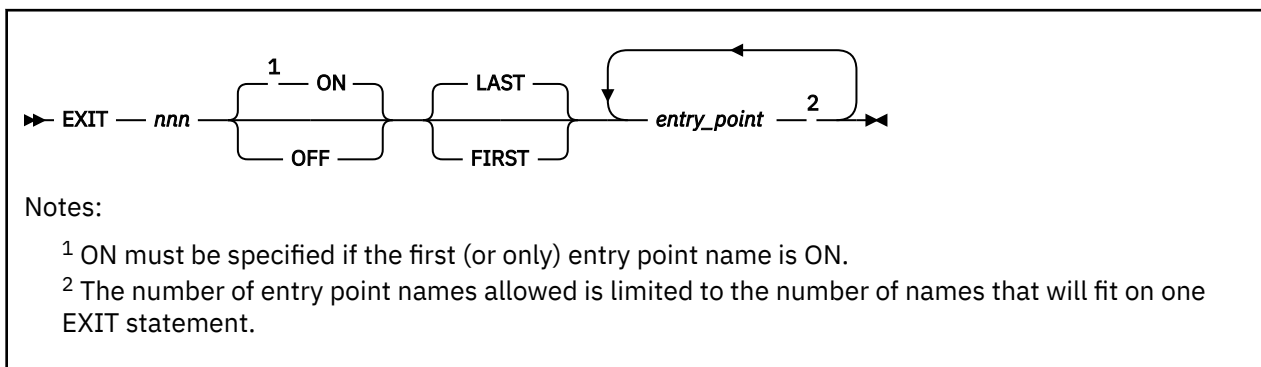 1 ON LAST
EXIT nnn entry_point 2
OFF FIRST
Notes:
1 ON must be specified if the first (or only) entry point name is ON.
2 The number of entry point names allowed is limited to the number of names that will fit on one
EXIT statement.